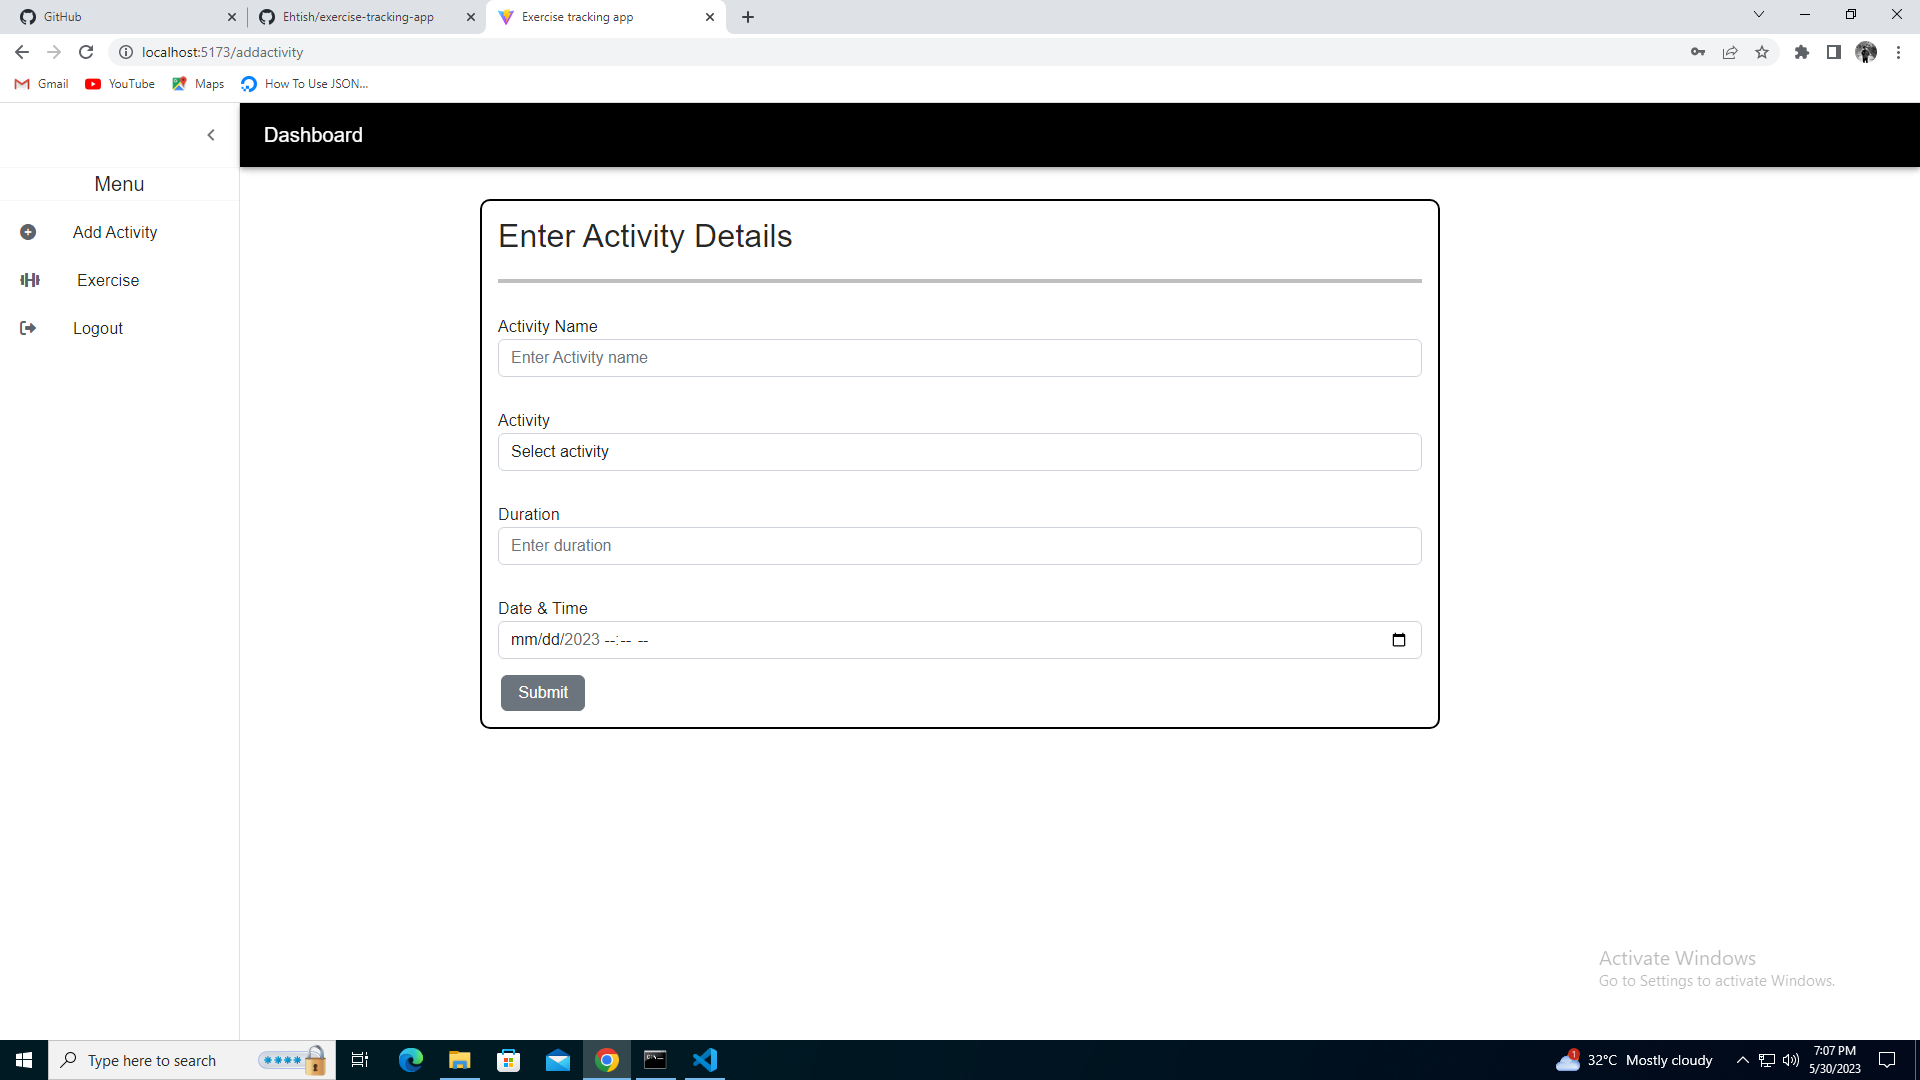 GitHub
Ehtish/exercise-tracking-app
Exercise tracking app
localhost:5173/addactivity
Gmail
YouTube
Maps
How To Use JSON...
Dashboard
Menu
Add Activity
Exercise
Logout
Enter Activity Details
Activity Name
Enter Activity name
Activity
Select activity
Duration
Enter duration
Date & Time
mm/dd/2023 --:-- --
Submit
Activate Windows
Go to Settings to activate Windows.
Type here to search
1
32°C Mostly cloudy
7:07 PM
5/30/2023